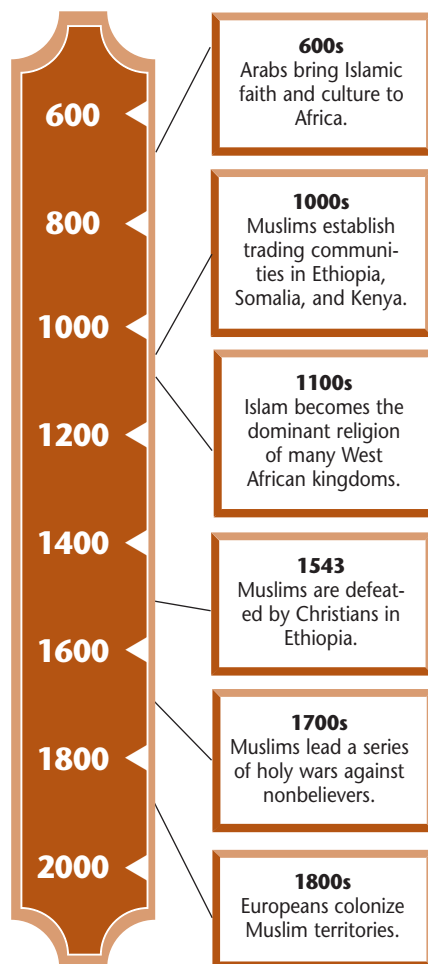 600
800
1000
1200
1400
1600
1800
2000
600s
Arabs bring Islamic
faith and culture to
Africa.
1000s
Muslims establish
trading communi-
ties in Ethiopia,
Somalia, and Kenya.
1100s
Islam becomes the
dominant religion
of many West
African kingdoms.
1543
Muslims are defeat-
ed by Christians in
Ethiopia.
1700s
Muslims lead a series
of holy wars against
nonbelievers.
1800s
Europeans colonize
Muslim territories.